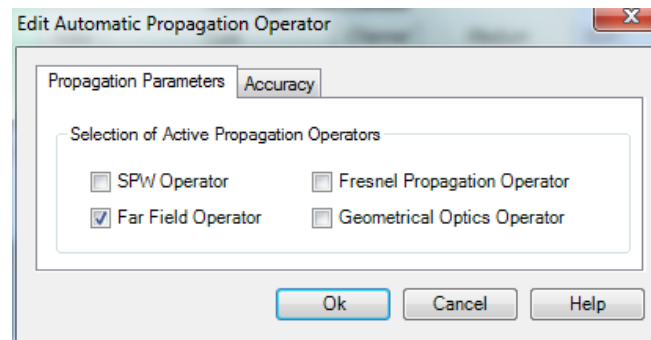 Edit Automatic Propagation Operator
Propagation Parameters Accuracy
Selection of Active Propagation Operators
SPW Operator Fresnel Propagation Operator
Far Field Operator Geometrical Optics Operator
Ok Cancel Help